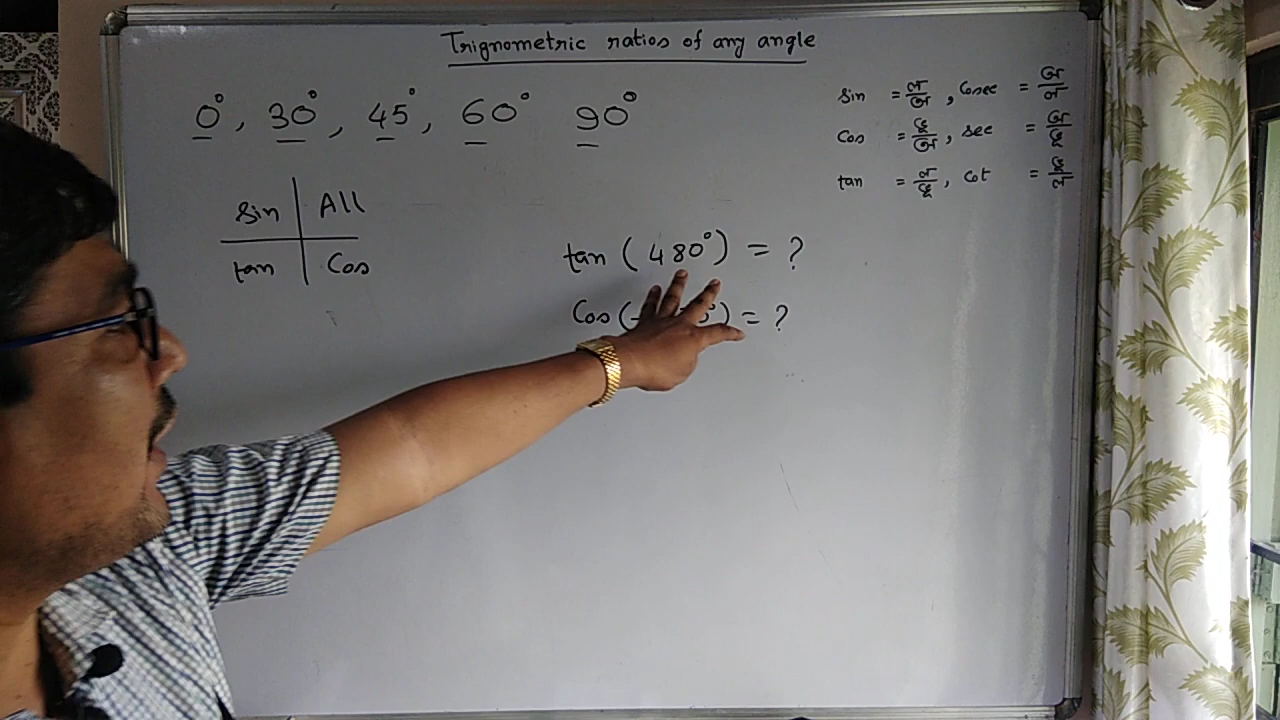 Trignometric ratios of any angle
0°, 30°, 45°, 60° 90°
sin = ल/अ, Cosec = अ/ल
Cos = भू/अ, sec = अ/भू
tan = ल/भू, Cot = भू/ल
Sin All
tan Cos
tan (480°) = ?
Cos (- °) = ?